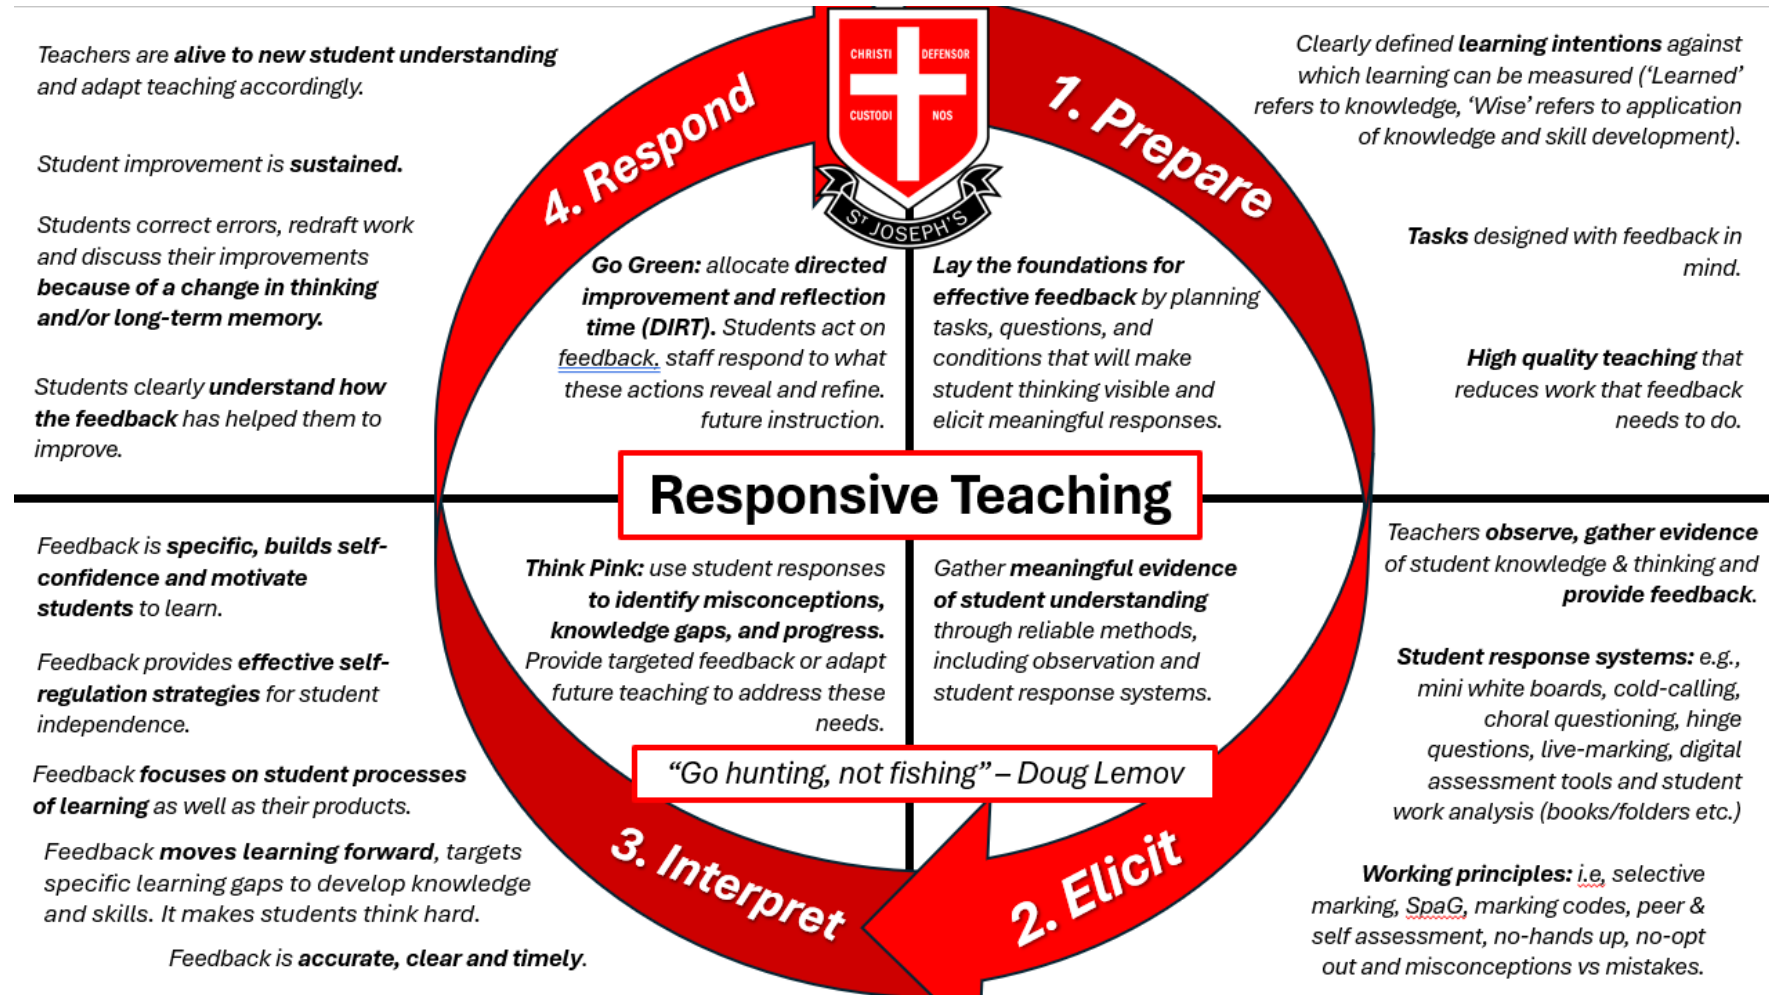 Teachers are alive to new student understanding
and adapt teaching accordingly.
Student improvement is sustained.
Students correct errors, redraft work
and discuss their improvements
because of a change in thinking
and/or long-term memory.
Students clearly understand how
the feedback has helped them to
improve.
4. Respond
CHRISTI DEFENSOR
CUSTODI NOS
ST JOSEPH'S
1. Prepare
Clearly defined learning intentions against
which learning can be measured (‘Learned’
refers to knowledge, ‘Wise’ refers to application
of knowledge and skill development).
Tasks designed with feedback in
mind.
High quality teaching that
reduces work that feedback
needs to do.
Go Green: allocate directed
improvement and reflection
time (DIRT). Students act on
feedback, staff respond to what
these actions reveal and refine.
future instruction.
Lay the foundations for
effective feedback by planning
tasks, questions, and
conditions that will make
student thinking visible and
elicit meaningful responses.
Responsive Teaching
Feedback is specific, builds self-
confidence and motivate
students to learn.
Feedback provides effective self-
regulation strategies for student
independence.
Feedback focuses on student processes
of learning as well as their products.
Feedback moves learning forward, targets
specific learning gaps to develop knowledge
and skills. It makes students think hard.
Feedback is accurate, clear and timely.
Think Pink: use student responses
to identify misconceptions,
knowledge gaps, and progress.
Provide targeted feedback or adapt
future teaching to address these
needs.
Gather meaningful evidence
of student understanding
through reliable methods,
including observation and
student response systems.
“Go hunting, not fishing” – Doug Lemov
3. Interpret
2. Elicit
Teachers observe, gather evidence
of student knowledge & thinking and
provide feedback.
Student response systems: e.g.,
mini white boards, cold-calling,
choral questioning, hinge
questions, live-marking, digital
assessment tools and student
work analysis (books/folders etc.)
Working principles: i.e, selective
marking, SpaG, marking codes, peer &
self assessment, no-hands up, no-opt
out and misconceptions vs mistakes.